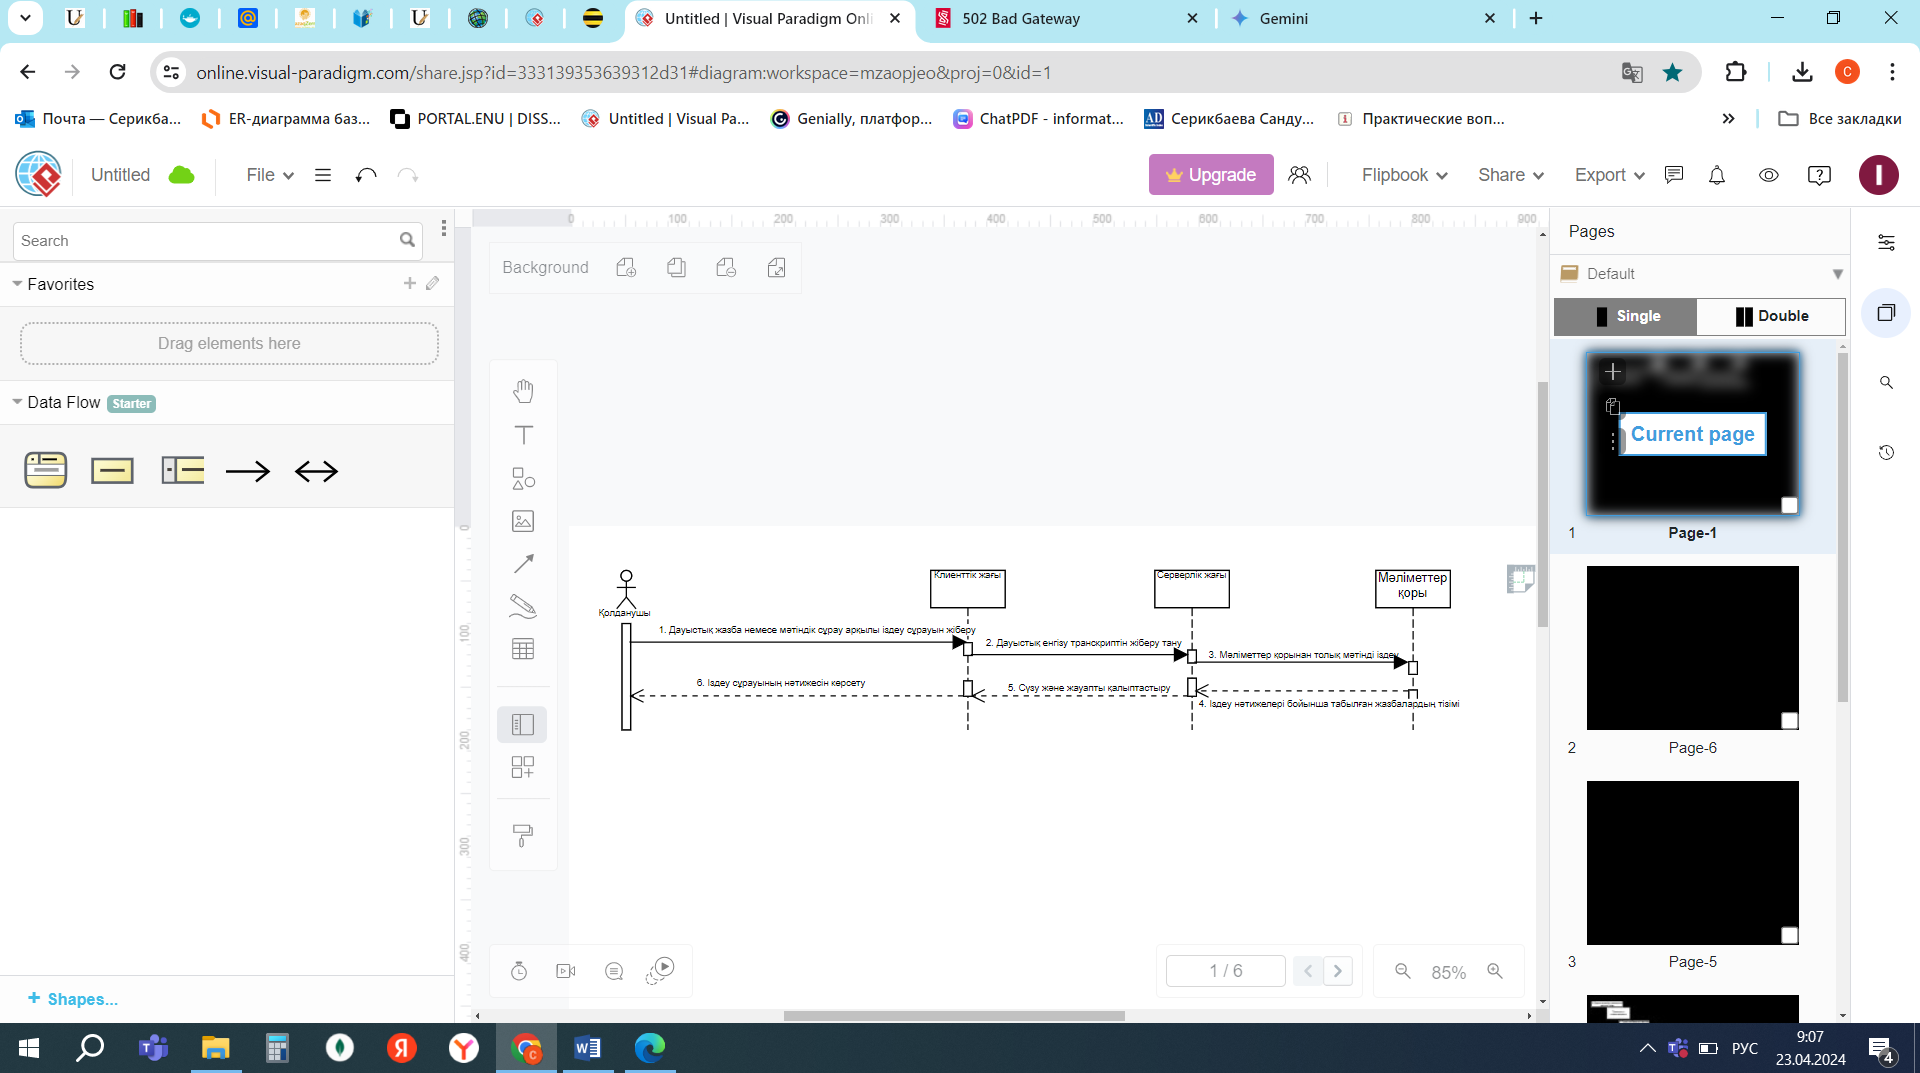 Untitled | Visual Paradigm Onli
502 Bad Gateway
Gemini
online.visual-paradigm.com/share.jsp?id=333139353639312d31#diagram:workspace=mzaopjeo&proj=0&id=1
C
Почта — Серикба...
ER-диаграмма баз...
PORTAL.ENU | DISS...
Untitled | Visual Pa...
Genially, платфор...
ChatPDF - informat...
AD
Серикбаева Санду...
Практические воп...
Все закладки
Untitled
File
Upgrade
Flipbook
Share
Export
I
Search
Favorites
Drag elements here
Data Flow
Starter
+ Shapes...
0 100 200 300 400 500 600 700 800 900
Background
0
100
200
300
400
Қолданушы
Клиенттік жағы
Серверлік жағы
Мәліметтер
қоры
1. Дауыстық жазба немесе мәтіндік сұрау арқылы іздеу сұрауын жіберу
2. Дауыстық енгізу транскриптін жіберу тану
3. Мәліметтер қорынан толық мәтінді іздеу
6. Іздеу сұрауының нәтижесін көрсету
5. Сүзу және жауапты қалыптастыру
4. Іздеу нәтижелері бойынша табылған жазбалардың тізімі
1 / 6
85%
Pages
Default
Single
Double
Current page
1
Page-1
2
Page-6
3
Page-5
РУС
9:07
23.04.2024
4